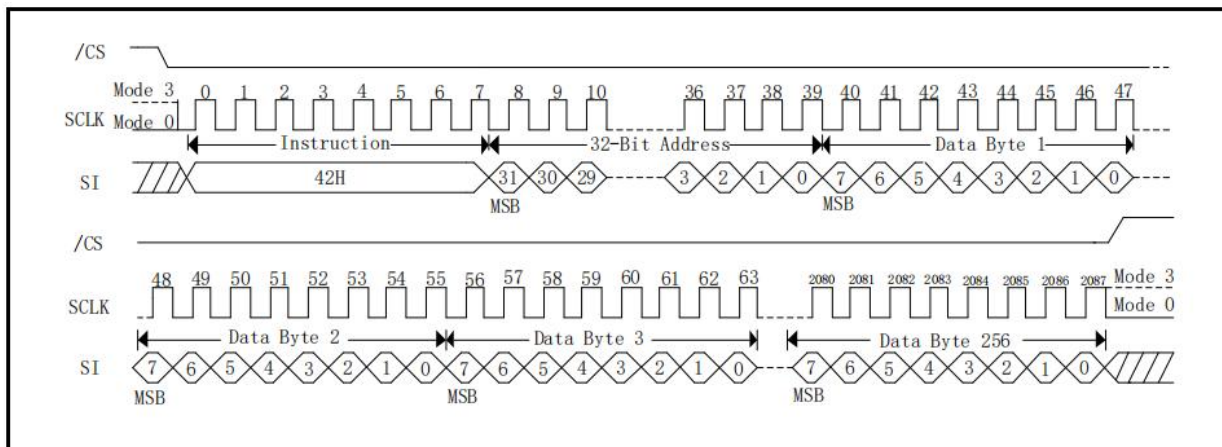 /CS
Mode 3 0 1 2 3 4 5 6 7 8 9 10 36 37 38 39 40 41 42 43 44 45 46 47
SCLK Mode 0
Instruction 32-Bit Address Data Byte 1
SI 42H 31 30 29 3 2 1 0 7 6 5 4 3 2 1 0
MSB MSB
/CS
48 49 50 51 52 53 54 55 56 57 58 59 60 61 62 63 2080 2081 2082 2083 2084 2085 2086 2087 Mode 3
SCLK Mode 0
Data Byte 2 Data Byte 3 Data Byte 256
SI 7 6 5 4 3 2 1 0 7 6 5 4 3 2 1 0 7 6 5 4 3 2 1 0
MSB MSB MSB